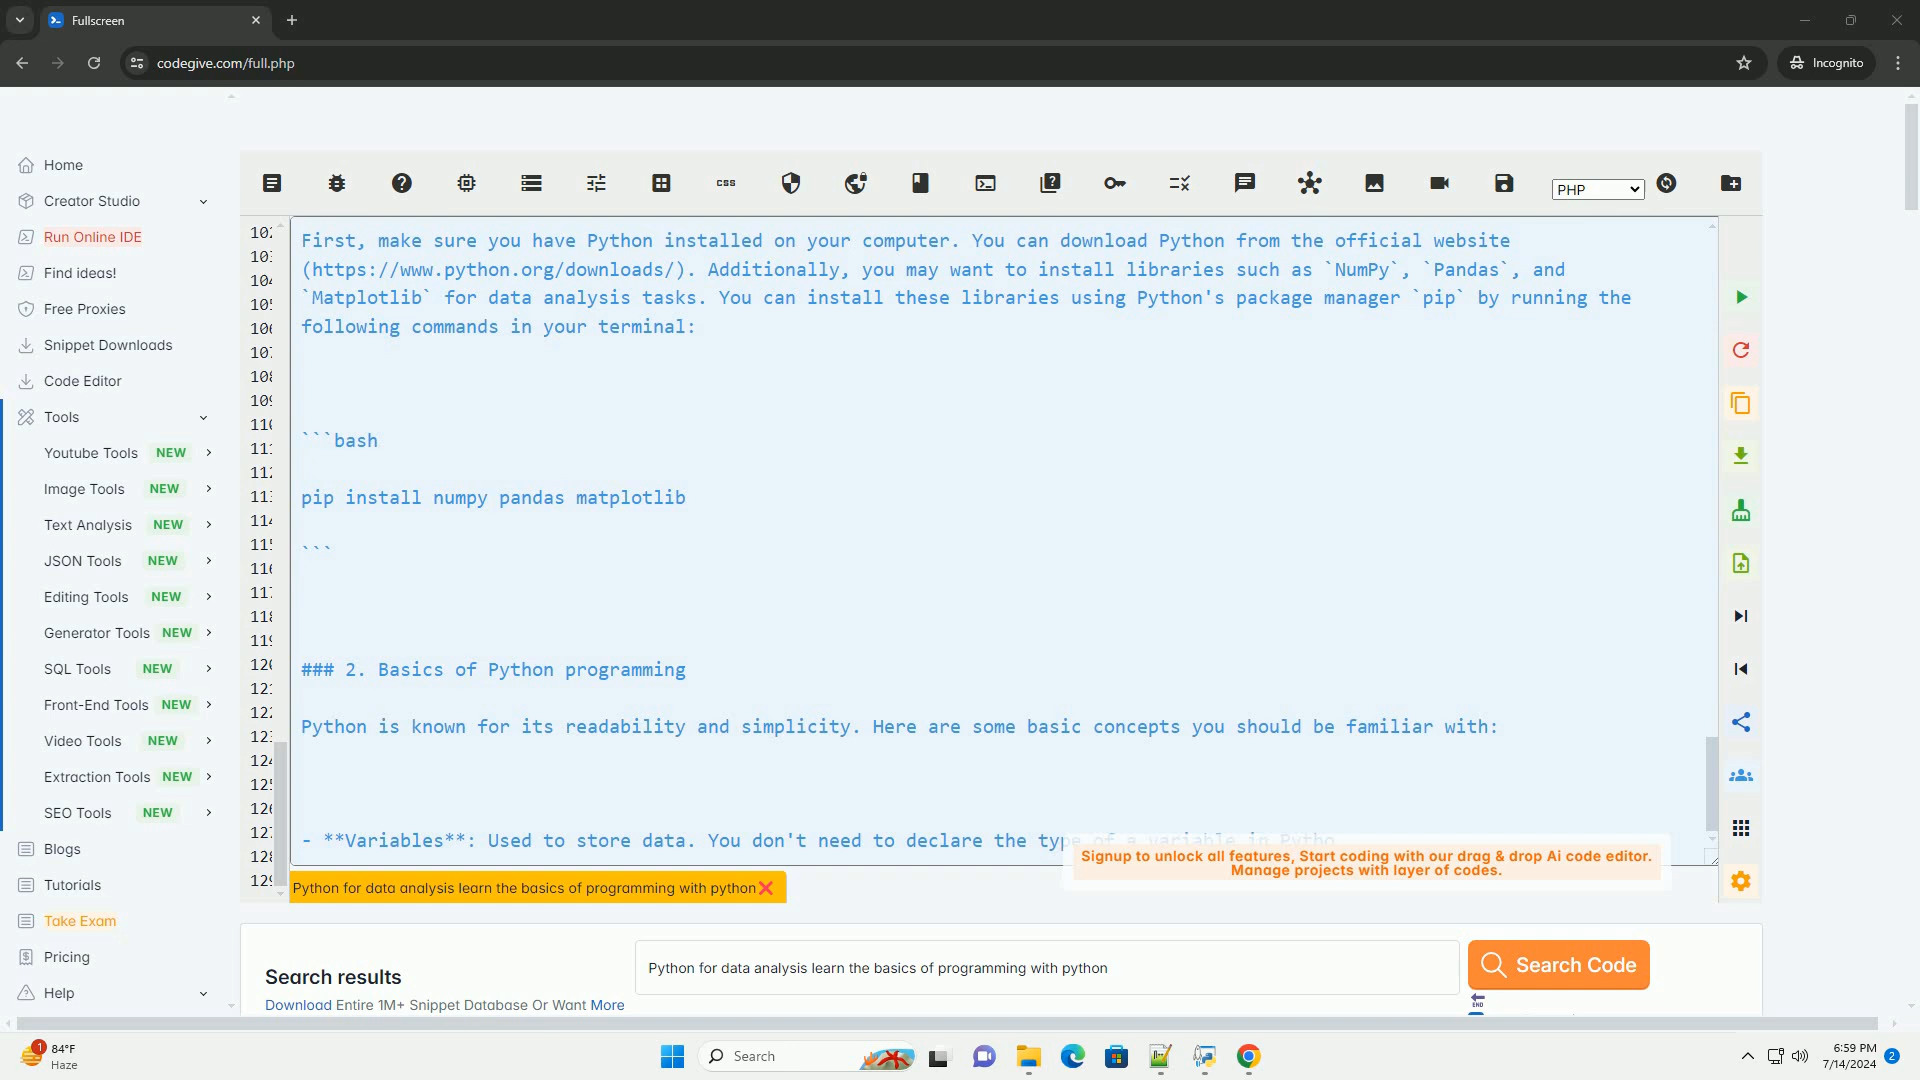 Fullscreen
codegive.com/full.php
Incognito
Home
Creator Studio
Run Online IDE
Find ideas!
Free Proxies
Snippet Downloads
Code Editor
Tools
Youtube Tools NEW
Image Tools NEW
Text Analysis NEW
JSON Tools NEW
Editing Tools NEW
Generator Tools NEW
SQL Tools NEW
Front-End Tools NEW
Video Tools NEW
Extraction Tools NEW
SEO Tools NEW
Blogs
Tutorials
Take Exam
Pricing
Help
css
PHP
First, make sure you have Python installed on your computer. You can download Python from the official website
(https://www.python.org/downloads/). Additionally, you may want to install libraries such as `NumPy`, `Pandas`, and
`Matplotlib` for data analysis tasks. You can install these libraries using Python's package manager `pip` by running the
following commands in your terminal:
```bash
pip install numpy pandas matplotlib
```
### 2. Basics of Python programming
Python is known for its readability and simplicity. Here are some basic concepts you should be familiar with:
- **Variables**: Used to store data. You don't need to declare the type of a variable in Pytho
Signup to unlock all features, Start coding with our drag & drop Ai code editor.
Manage projects with layer of codes.
Python for data analysis learn the basics of programming with python
Search results
Download Entire 1M+ Snippet Database Or Want More
Python for data analysis learn the basics of programming with python
Search Code
END
1
84°F
Haze
Search
6:59 PM
7/14/2024
2